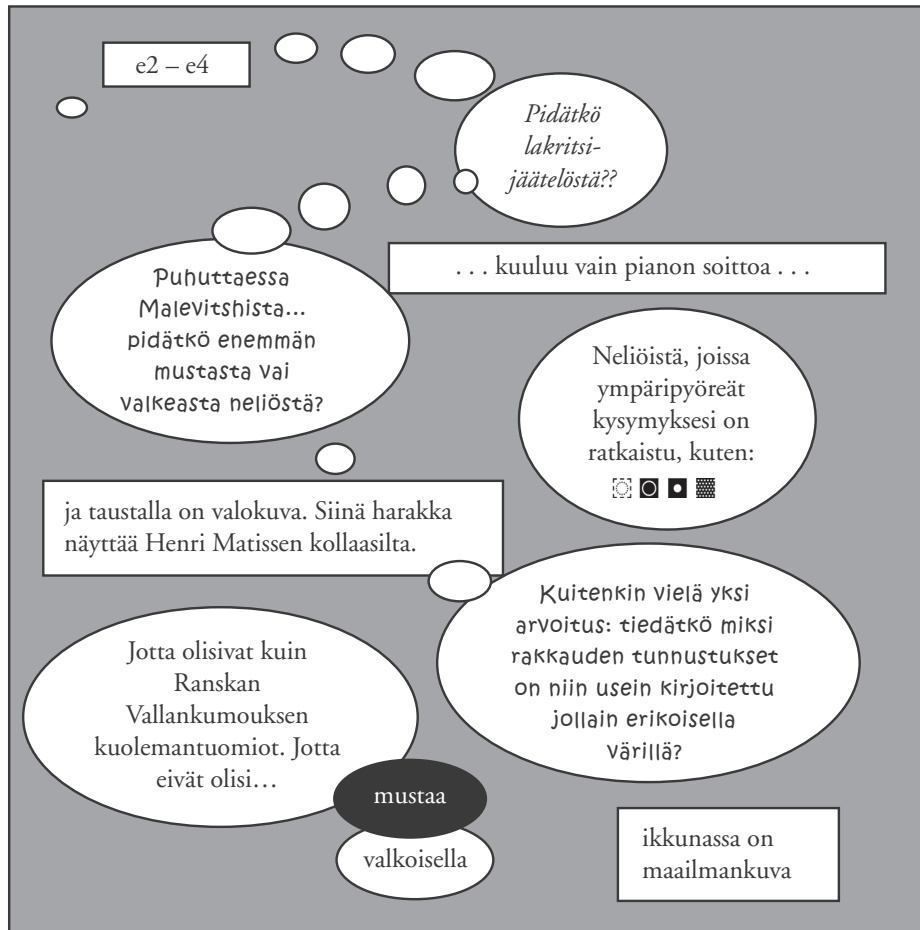 e2 – e4
Pidätkö
lakritsi-
jäätelöstä??
. . . kuuluu vain pianon soittoa . . .
Puhuttaessa
Malevitshista...
pidätkö enemmän
mustasta vai
valkeasta neliöstä?
Neliöistä, joissa
ympäripyöreät
kysymyksesi on
ratkaistu, kuten:
ja taustalla on valokuva. Siinä harakka
näyttää Henri Matissen kollaasilta.
Kuitenkin vielä yksi
arvoitus: tiedätkö miksi
rakkauden tunnustukset
on niin usein kirjoitettu
jollain erikoisella
värillä?
Jotta olisivat kuin
Ranskan
Vallankumouksen
kuolemantuomiot. Jotta
eivät olisi…
mustaa
valkoisella
ikkunassa on
maailmankuva